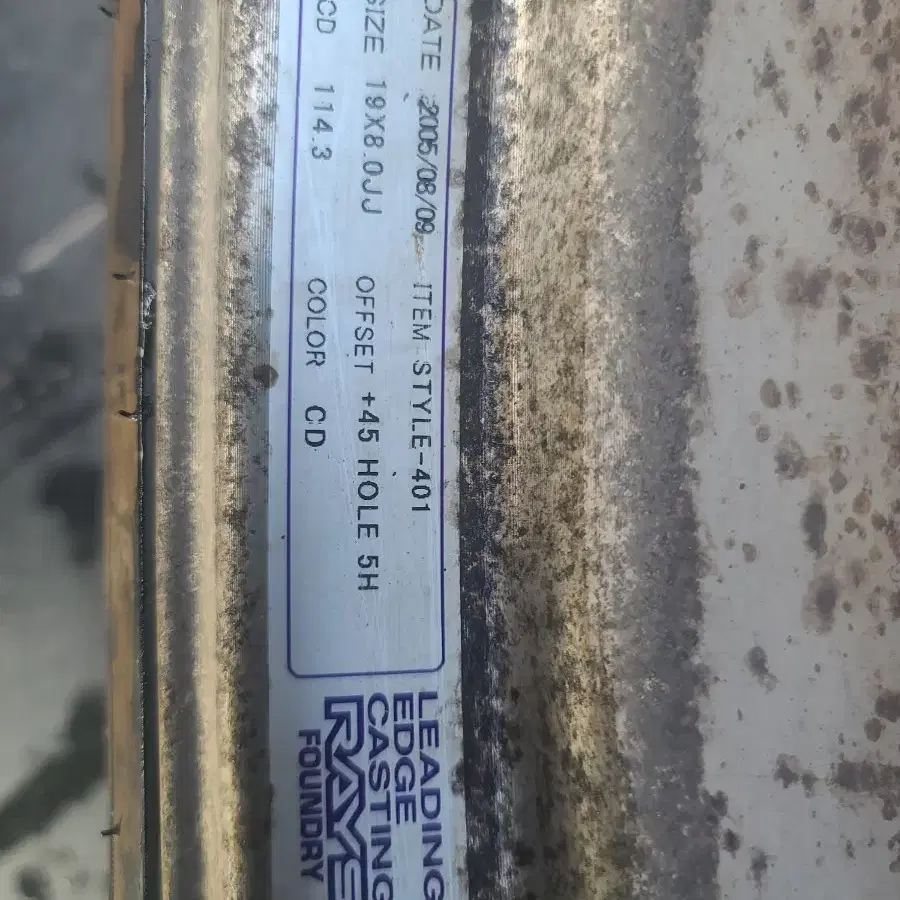 DATE 2005/08/09 ITEM STYLE-401
SIZE 19X8.0JJ OFFSET +45 HOLE 5H
CD 114.3 COLOR CD
LEADING
EDGE
CASTING
FOUNDRY